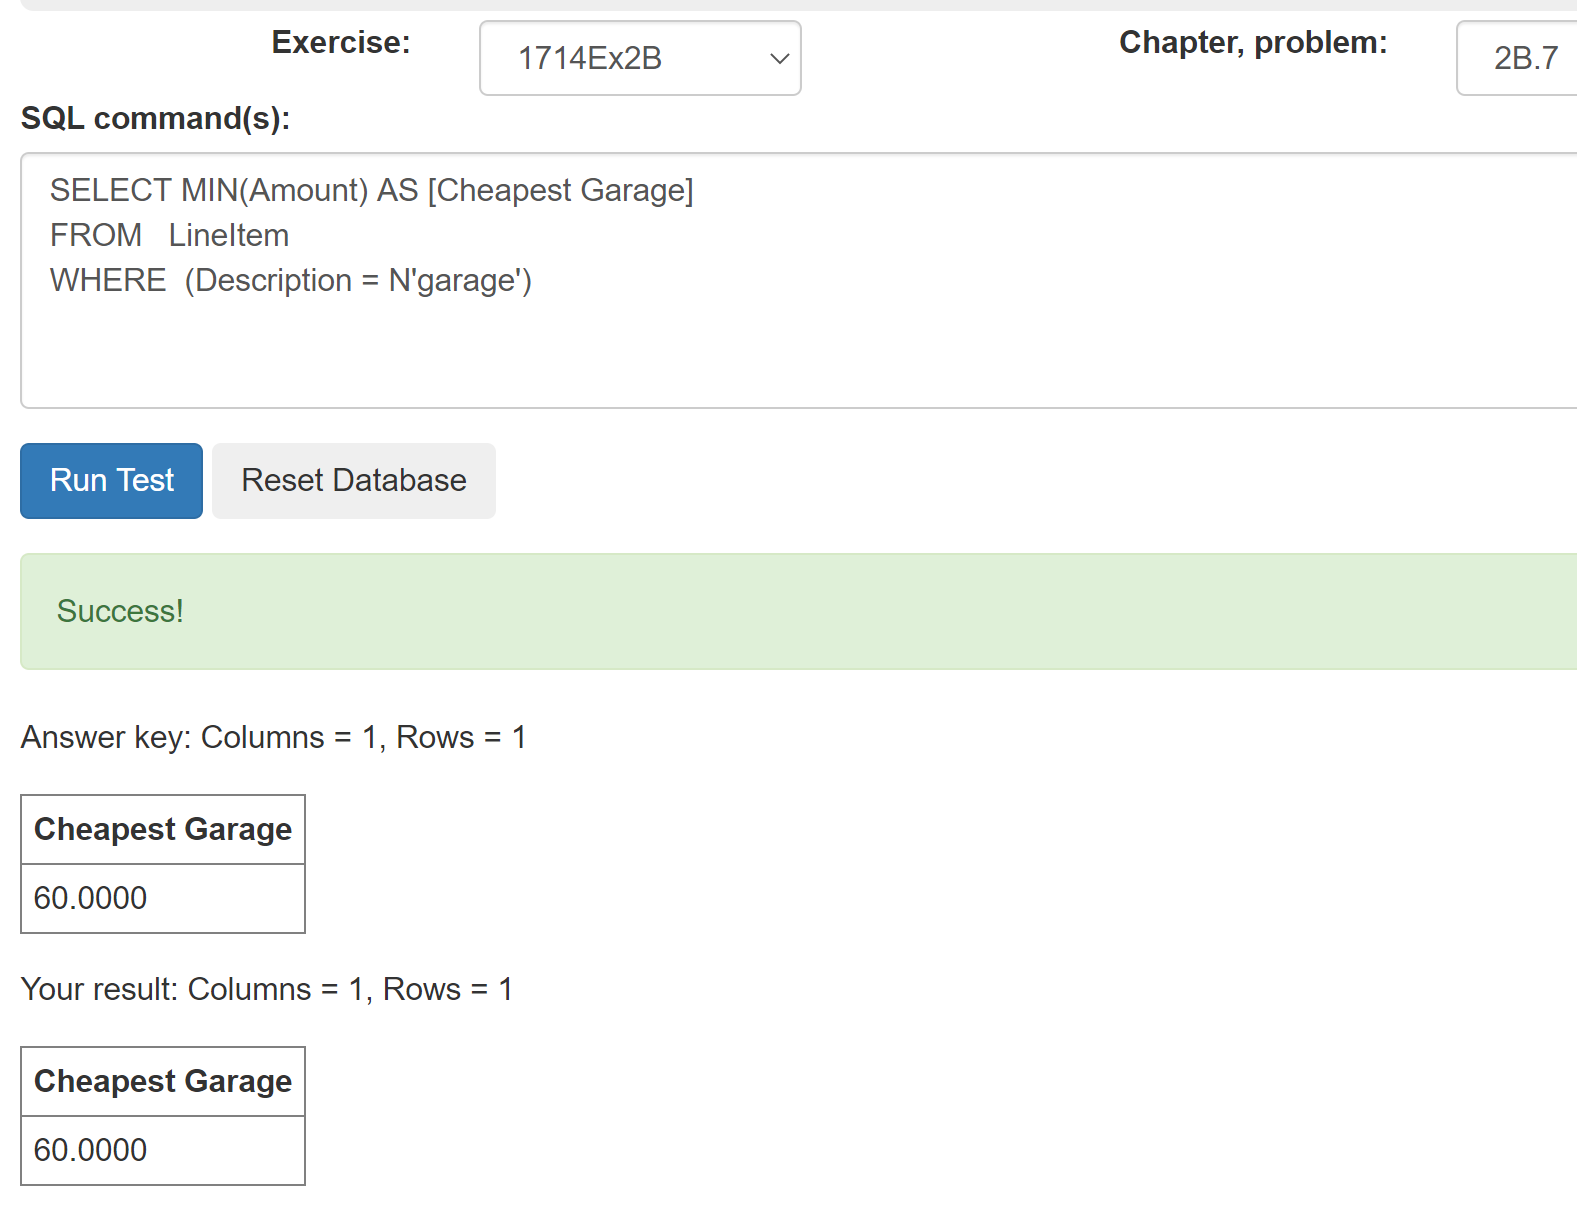 Exercise: 1714Ex2B Chapter, problem: 2B.7
SQL command(s):
SELECT MIN(Amount) AS [Cheapest Garage]
FROM   LineItem
WHERE  (Description = N'garage')
Run Test Reset Database
Success!
Answer key: Columns = 1, Rows = 1
Cheapest Garage
60.0000
Your result: Columns = 1, Rows = 1
Cheapest Garage
60.0000